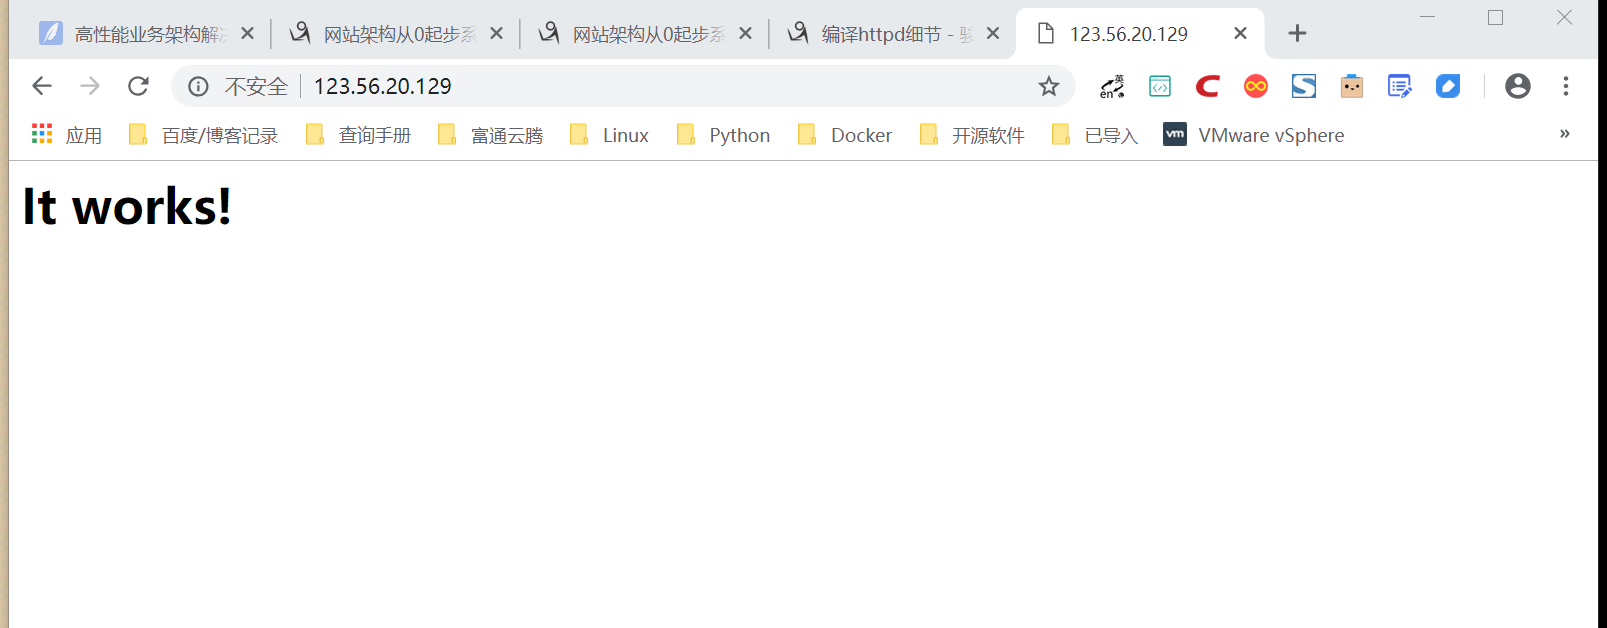 高性能业务架构解
网站架构从0起步系
网站架构从0起步系
编译httpd细节 - 骏
123.56.20.129
不安全 123.56.20.129
英
en
应用 百度/博客记录 查询手册 富通云腾 Linux Python Docker 开源软件 已导入 vm VMware vSphere »
It works!